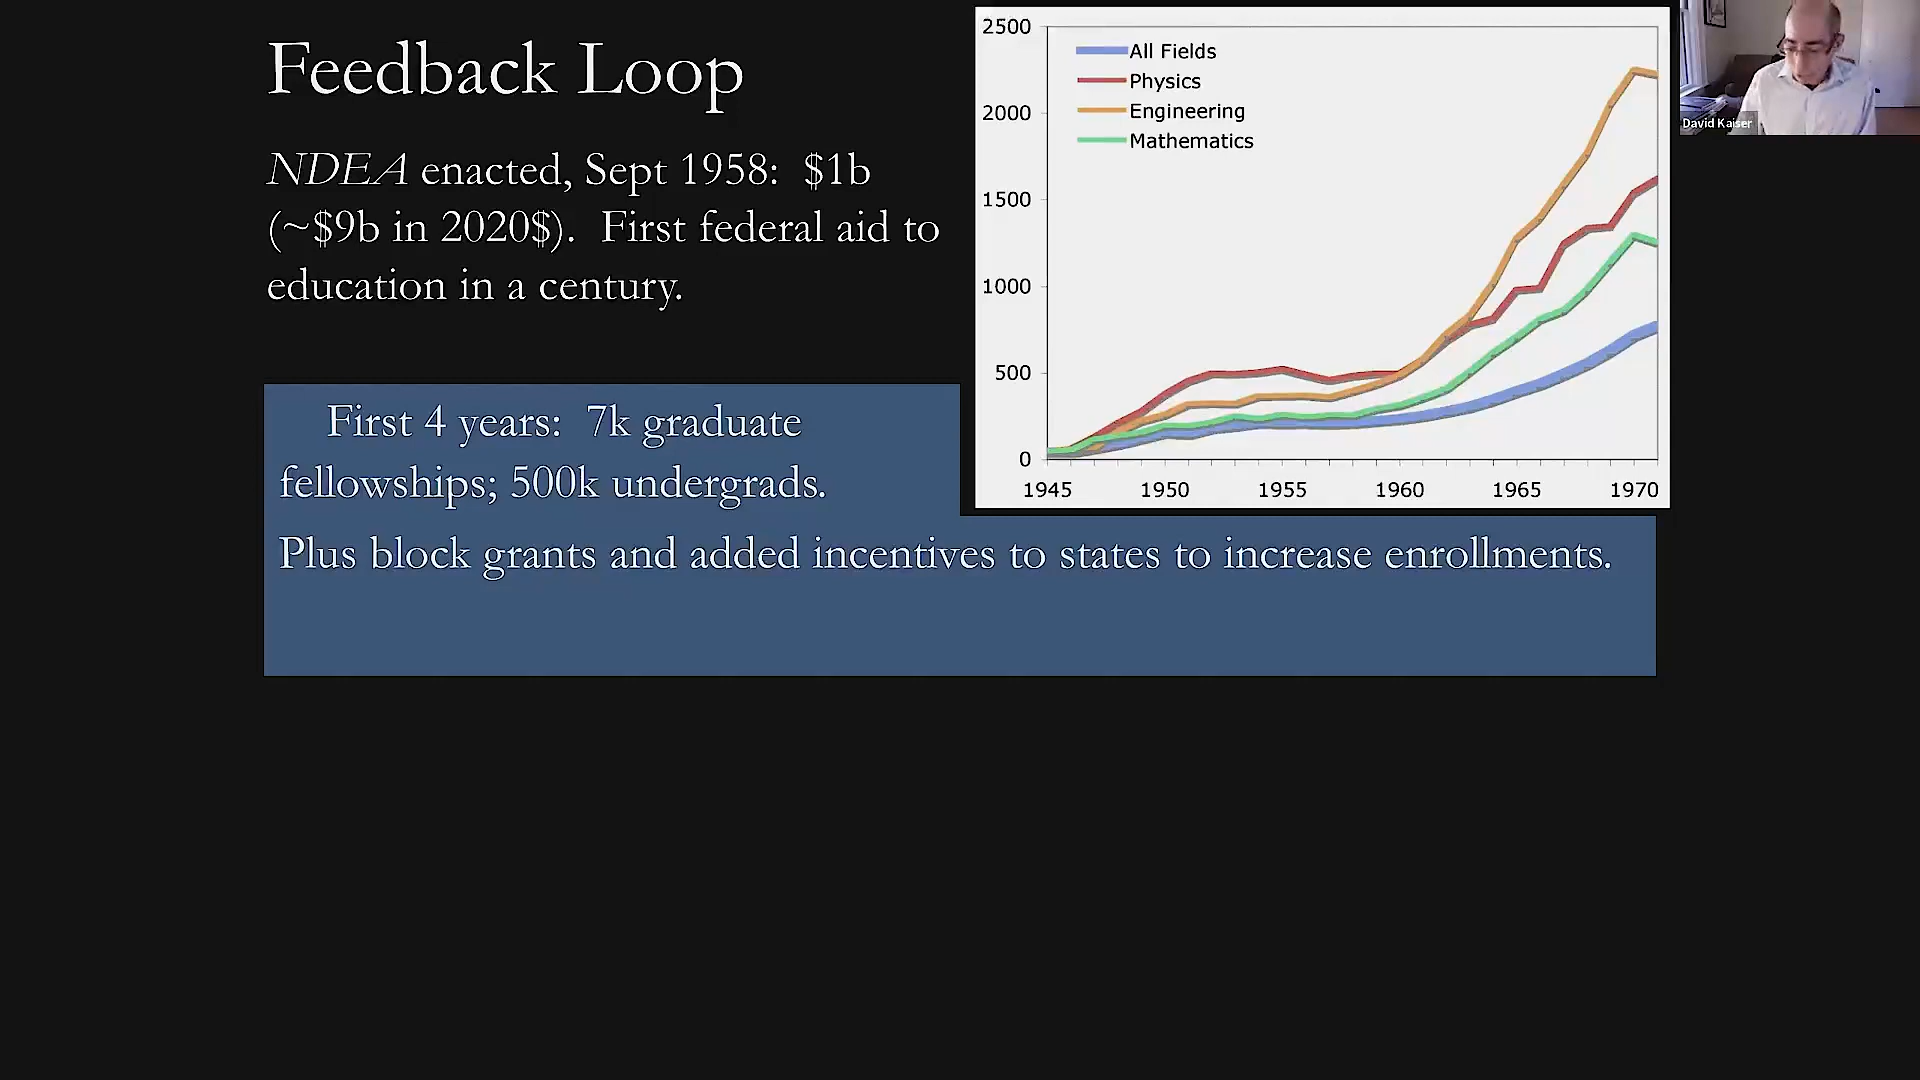 Feedback Loop
NDEA enacted, Sept 1958: $1b
(~$9b in 2020$). First federal aid to
education in a century.
First 4 years: 7k graduate
fellowships; 500k undergrads.
Plus block grants and added incentives to states to increase enrollments.
2500
2000
1500
1000
500
0
All Fields
Physics
Engineering
Mathematics
1945 1950 1955 1960 1965 1970
David Kaiser